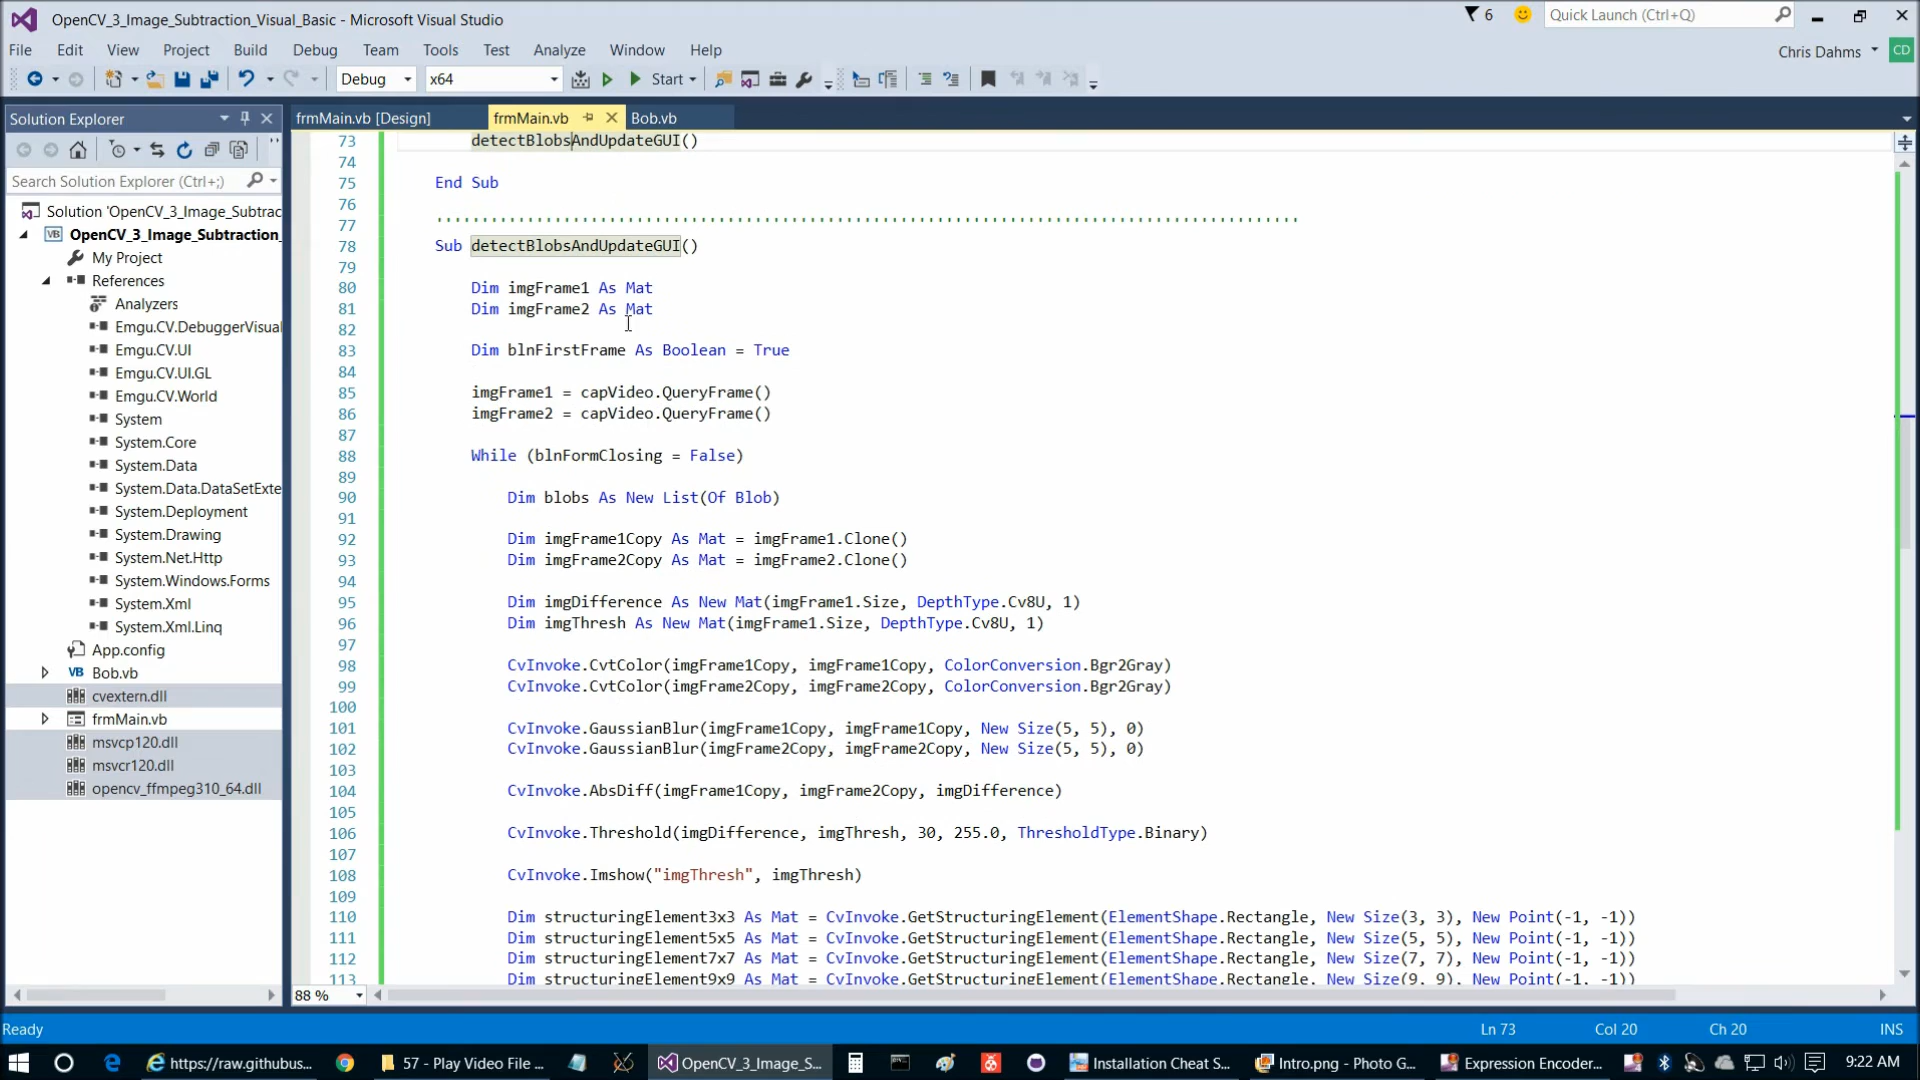 OpenCV_3_Image_Subtraction_Visual_Basic - Microsoft Visual Studio
6
Quick Launch (Ctrl+Q)
File Edit View Project Build Debug Team Tools Test Analyze Window Help
Chris Dahms
CD
Debug
x64
Start
Solution Explorer
frmMain.vb [Design]
frmMain.vb
Bob.vb
Search Solution Explorer (Ctrl+;)
Solution 'OpenCV_3_Image_Subtrac
VB OpenCV_3_Image_Subtraction_
My Project
References
Analyzers
Emgu.CV.DebuggerVisual
Emgu.CV.UI
Emgu.CV.UI.GL
Emgu.CV.World
System
System.Core
System.Data
System.Data.DataSetExte
System.Deployment
System.Drawing
System.Net.Http
System.Windows.Forms
System.Xml
System.Xml.Linq
App.config
VB Bob.vb
cvextern.dll
frmMain.vb
msvcp120.dll
msvcr120.dll
opencv_ffmpeg310_64.dll
73 detectBlobsAndUpdateGUI()
74
75 End Sub
76
77 '''''''''''''''''''''''''''''''''''''''''''''''''''''''''''''''''''''''''''''''''''''''''''''''
78 Sub detectBlobsAndUpdateGUI()
79
80 Dim imgFrame1 As Mat
81 Dim imgFrame2 As Mat
82
83 Dim blnFirstFrame As Boolean = True
84
85 imgFrame1 = capVideo.QueryFrame()
86 imgFrame2 = capVideo.QueryFrame()
87
88 While (blnFormClosing = False)
89
90 Dim blobs As New List(Of Blob)
91
92 Dim imgFrame1Copy As Mat = imgFrame1.Clone()
93 Dim imgFrame2Copy As Mat = imgFrame2.Clone()
94
95 Dim imgDifference As New Mat(imgFrame1.Size, DepthType.Cv8U, 1)
96 Dim imgThresh As New Mat(imgFrame1.Size, DepthType.Cv8U, 1)
97
98 CvInvoke.CvtColor(imgFrame1Copy, imgFrame1Copy, ColorConversion.Bgr2Gray)
99 CvInvoke.CvtColor(imgFrame2Copy, imgFrame2Copy, ColorConversion.Bgr2Gray)
100
101 CvInvoke.GaussianBlur(imgFrame1Copy, imgFrame1Copy, New Size(5, 5), 0)
102 CvInvoke.GaussianBlur(imgFrame2Copy, imgFrame2Copy, New Size(5, 5), 0)
103
104 CvInvoke.AbsDiff(imgFrame1Copy, imgFrame2Copy, imgDifference)
105
106 CvInvoke.Threshold(imgDifference, imgThresh, 30, 255.0, ThresholdType.Binary)
107
108 CvInvoke.Imshow("imgThresh", imgThresh)
109
110 Dim structuringElement3x3 As Mat = CvInvoke.GetStructuringElement(ElementShape.Rectangle, New Size(3, 3), New Point(-1, -1))
111 Dim structuringElement5x5 As Mat = CvInvoke.GetStructuringElement(ElementShape.Rectangle, New Size(5, 5), New Point(-1, -1))
112 Dim structuringElement7x7 As Mat = CvInvoke.GetStructuringElement(ElementShape.Rectangle, New Size(7, 7), New Point(-1, -1))
113 Dim structuringElement9x9 As Mat = CvInvoke.GetStructuringElement(ElementShape.Rectangle, New Size(9, 9), New Point(-1, -1))
88 %
Ready
Ln 73
Col 20
Ch 20
INS
https://raw.githubus...
57 - Play Video File ...
OpenCV_3_Image_S...
Installation Cheat S...
Intro.png - Photo G...
Expression Encoder...
9:22 AM